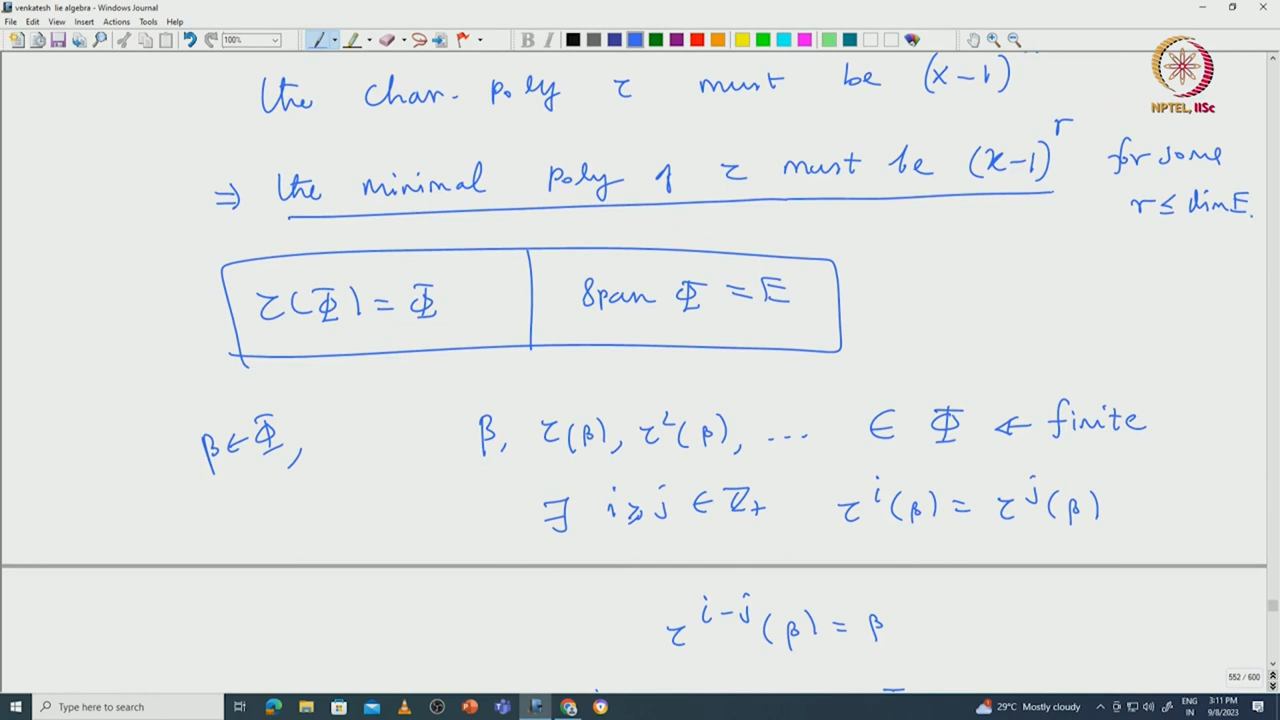 venkatesh lie algebra - Windows Journal
File Edit View Insert Actions Tools Help
100%
B I
NPTEL, IISc
the char. poly τ must be (x-1)
⇒ the minimal poly of τ must be (x-1)^r for some
r ≤ dim E.
τ(Φ) = Φ | Span Φ = E
β ∈ Φ, β, τ(β), τ²(β), ... ∈ Φ ← finite
∃ i ≥ j ∈ ℤ₊ τ^i(β) = τ^j(β)
τ^{i-j}(β) = β
552 / 600
Type here to search
29°C Mostly cloudy
ENG
IN
3:11 PM
9/8/2023